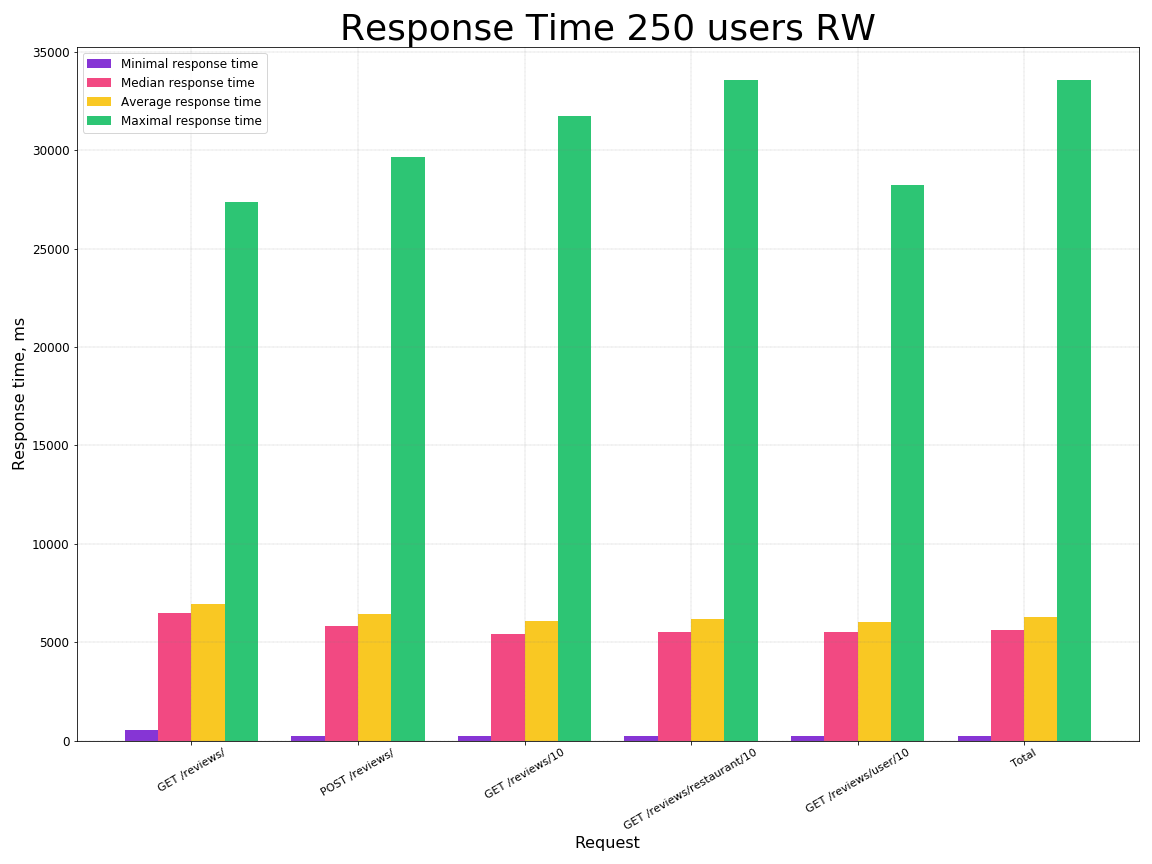 Response Time 250 users RW
Minimal response time
Median response time
Average response time
Maximal response time
Response time, ms
35000
30000
25000
20000
15000
10000
5000
0
GET /reviews/
POST /reviews/
GET /reviews/10
GET /reviews/restaurant/10
GET /reviews/user/10
Total
Request